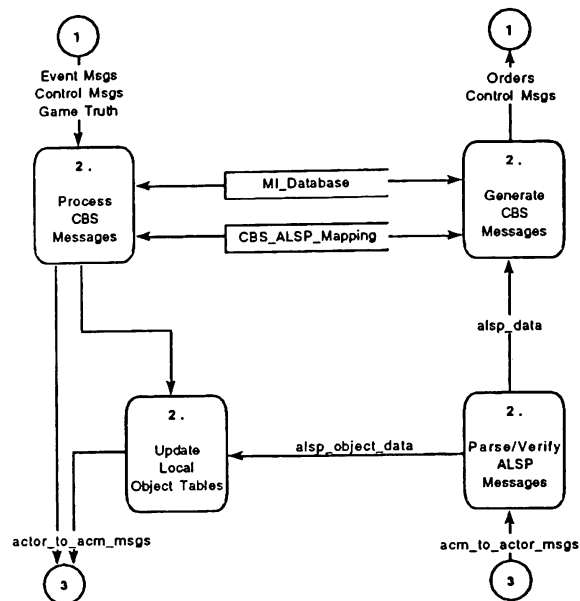 1
Event Msgs
Control Msgs
Game Truth
1
Orders
Control Msgs
2.
Process
CBS
Messages
MI_Database
CBS_ALSP_Mapping
2.
Generate
CBS
Messages
alsp_data
2.
Update
Local
Object Tables
alsp_object_data
2.
Parse/Verify
ALSP
Messages
actor_to_acm_msgs
3
acm_to_actor_msgs
3